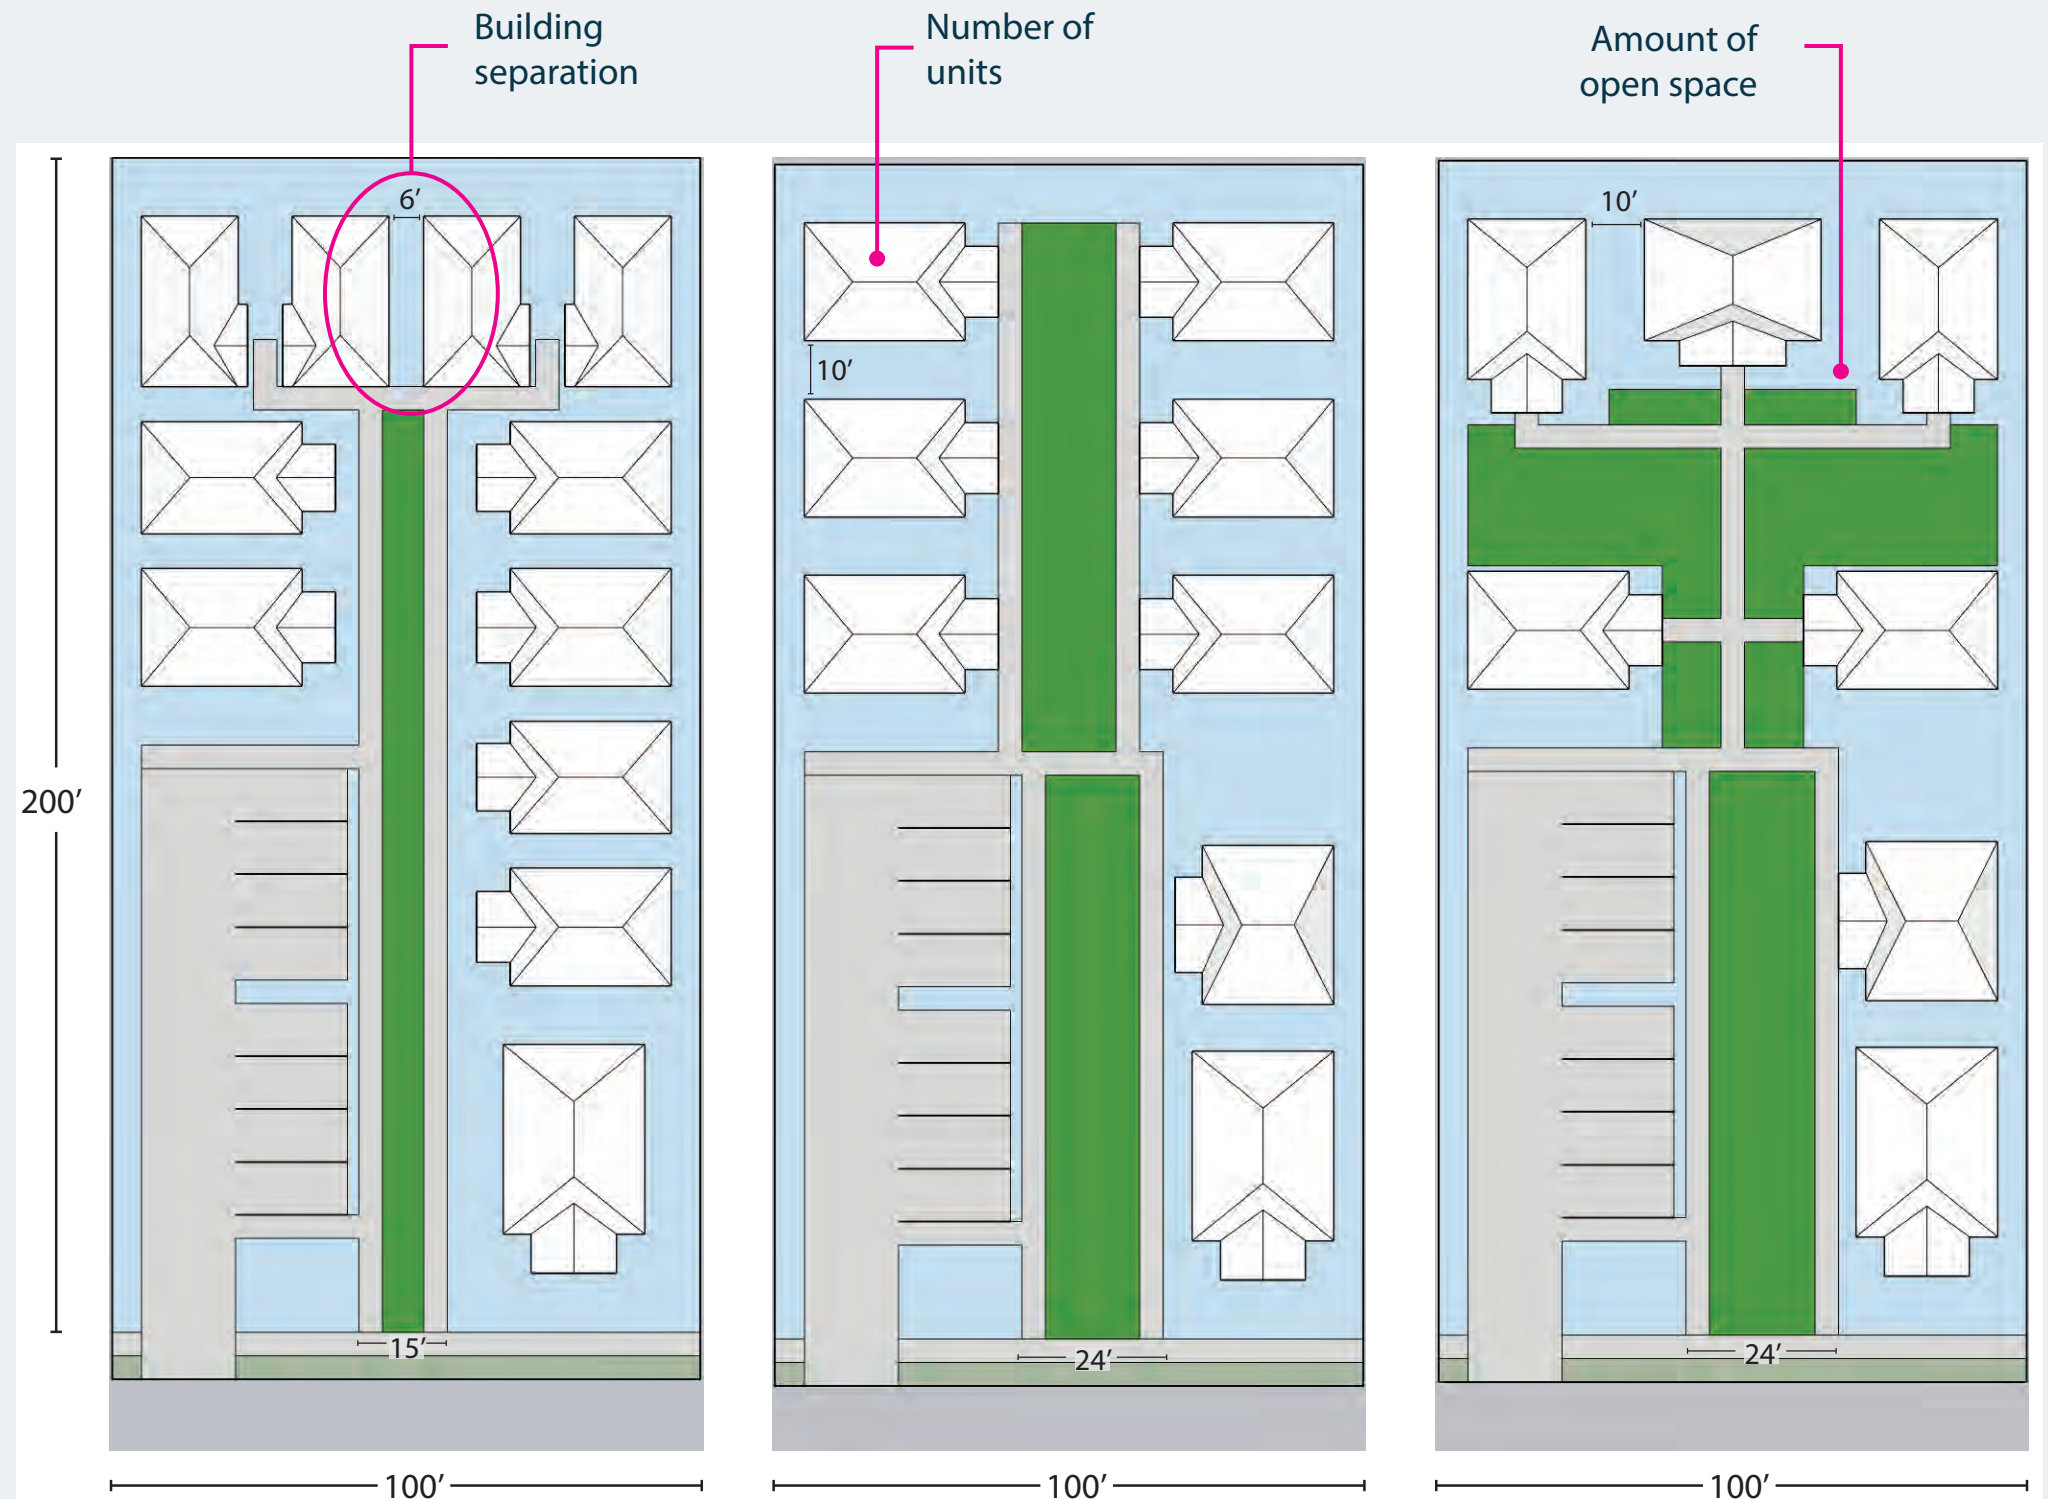 Building
separation
Number of
units
Amount of
open space
6’
10’
10’
200’
15’
24’
24’
100’
100’
100’